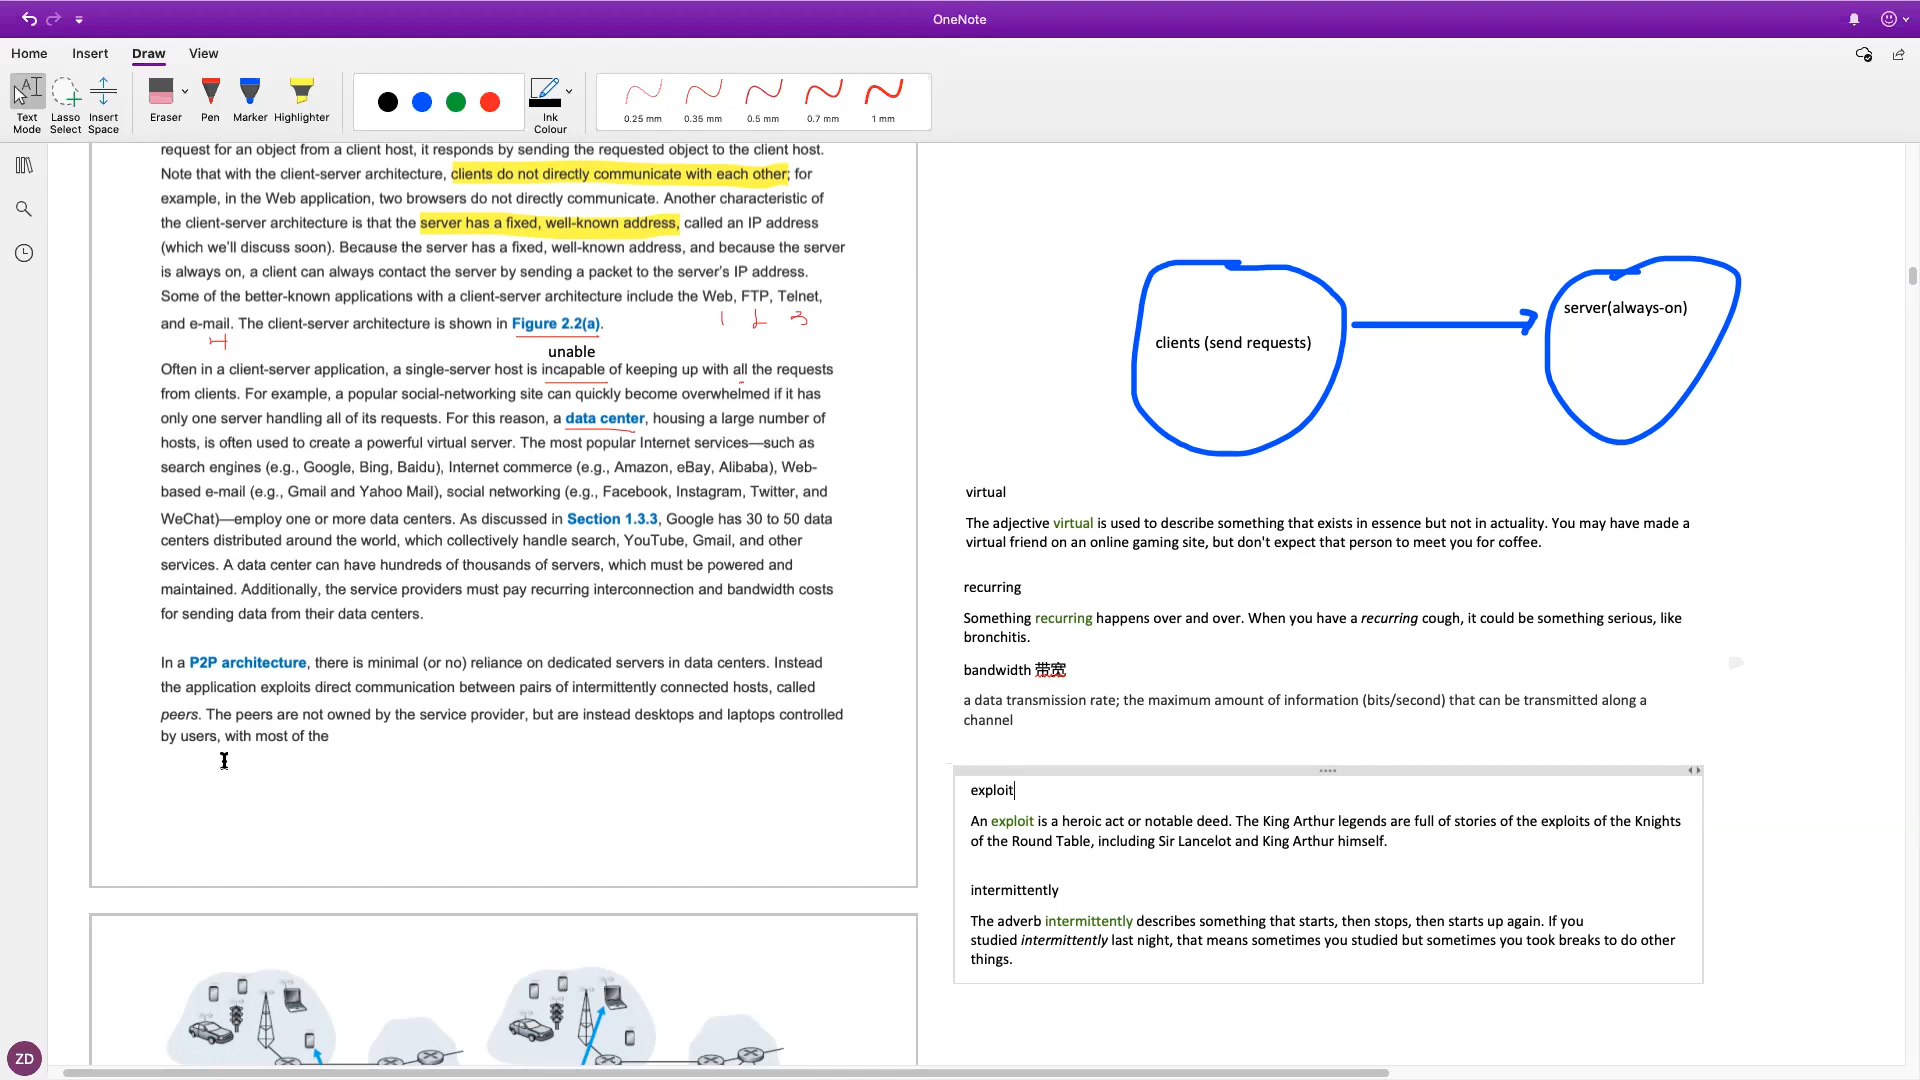 OneNote
Home Insert Draw View
Text Mode
Lasso Select
Insert Space
Eraser
Pen
Marker
Highlighter
Ink Colour
0.25 mm
0.35 mm
0.5 mm
0.7 mm
1 mm
request for an object from a client host, it responds by sending the requested object to the client host.
Note that with the client-server architecture, clients do not directly communicate with each other; for
example, in the Web application, two browsers do not directly communicate. Another characteristic of
the client-server architecture is that the server has a fixed, well-known address, called an IP address
(which we'll discuss soon). Because the server has a fixed, well-known address, and because the server
is always on, a client can always contact the server by sending a packet to the server's IP address.
Some of the better-known applications with a client-server architecture include the Web, FTP, Telnet,
1 2 3
and e-mail. The client-server architecture is shown in Figure 2.2(a).
4
unable
Often in a client-server application, a single-server host is incapable of keeping up with all the requests
from clients. For example, a popular social-networking site can quickly become overwhelmed if it has
only one server handling all of its requests. For this reason, a data center, housing a large number of
hosts, is often used to create a powerful virtual server. The most popular Internet services—such as
search engines (e.g., Google, Bing, Baidu), Internet commerce (e.g., Amazon, eBay, Alibaba), Web-
based e-mail (e.g., Gmail and Yahoo Mail), social networking (e.g., Facebook, Instagram, Twitter, and
WeChat)—employ one or more data centers. As discussed in Section 1.3.3, Google has 30 to 50 data
centers distributed around the world, which collectively handle search, YouTube, Gmail, and other
services. A data center can have hundreds of thousands of servers, which must be powered and
maintained. Additionally, the service providers must pay recurring interconnection and bandwidth costs
for sending data from their data centers.
In a P2P architecture, there is minimal (or no) reliance on dedicated servers in data centers. Instead
the application exploits direct communication between pairs of intermittently connected hosts, called
peers. The peers are not owned by the service provider, but are instead desktops and laptops controlled
by users, with most of the
clients (send requests)
server(always-on)
virtual
The adjective virtual is used to describe something that exists in essence but not in actuality. You may have made a
virtual friend on an online gaming site, but don't expect that person to meet you for coffee.
recurring
Something recurring happens over and over. When you have a recurring cough, it could be something serious, like
bronchitis.
bandwidth 带宽
a data transmission rate; the maximum amount of information (bits/second) that can be transmitted along a
channel
exploit
An exploit is a heroic act or notable deed. The King Arthur legends are full of stories of the exploits of the Knights
of the Round Table, including Sir Lancelot and King Arthur himself.
intermittently
The adverb intermittently describes something that starts, then stops, then starts up again. If you
studied intermittently last night, that means sometimes you studied but sometimes you took breaks to do other
things.
ZD